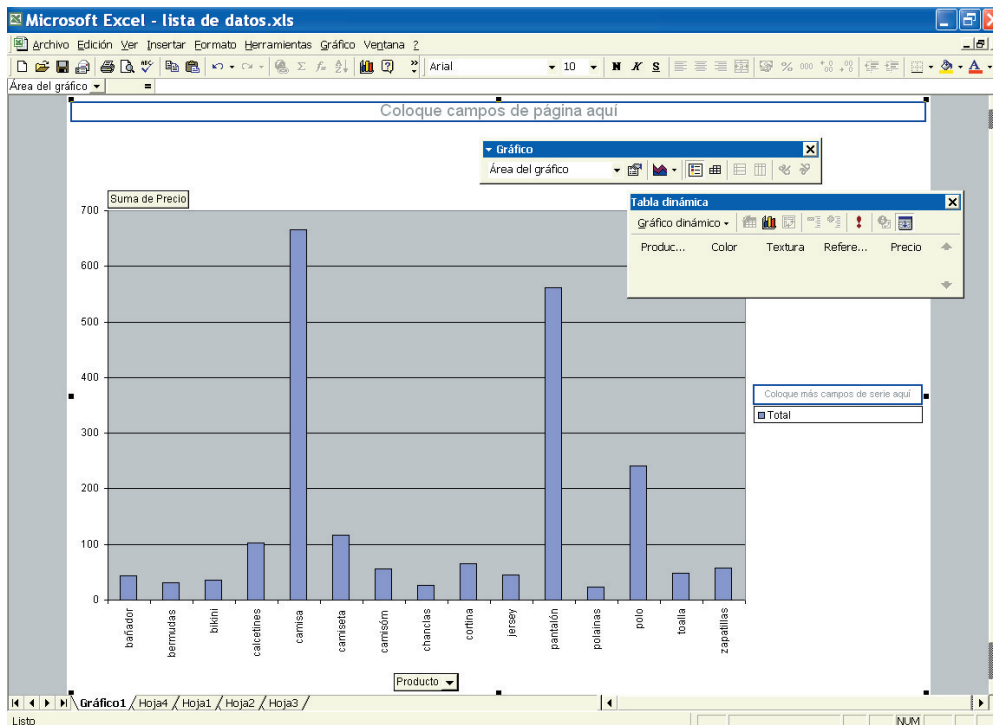 Microsoft Excel - lista de datos.xls
Archivo Edición Ver Insertar Formato Herramientas Gráfico Ventana ?
Arial 10 N K S % 000
Área del gráfico =
Coloque campos de página aquí
Gráfico
Área del gráfico
Tabla dinámica
Gráfico dinámico
Produc... Color Textura Refere... Precio
Suma de Precio
700
600
500
400
300
200
100
0
Coloque más campos de serie aquí
Total
bañador
bermudas
bikini
calcetines
camisa
camiseta
camisóm
chanclas
cortina
jersey
pantalón
polainas
polo
toalla
zapatillas
Producto
Gráfico1 Hoja4 Hoja1 Hoja2 Hoja3
Listo NUM